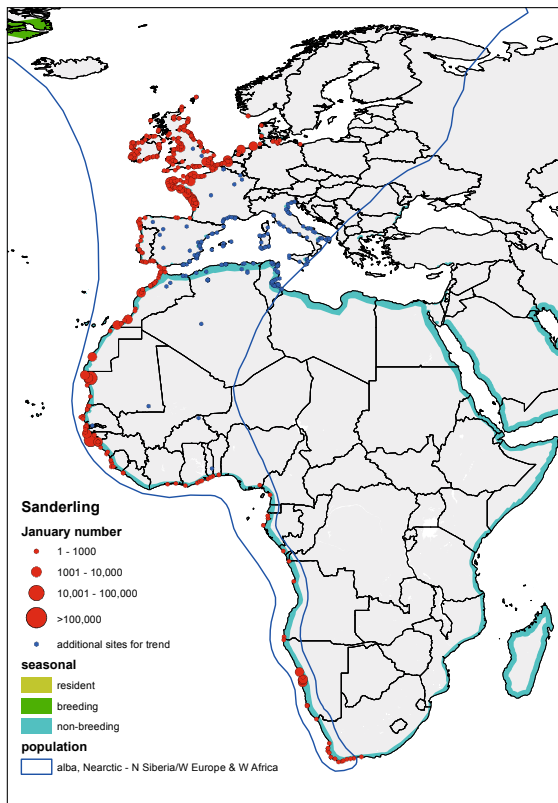 Sanderling
January number
1 - 1000
1001 - 10,000
10,001 - 100,000
>100,000
additional sites for trend
seasonal
resident
breeding
non-breeding
population
alba, Nearctic - N Siberia/W Europe & W Africa